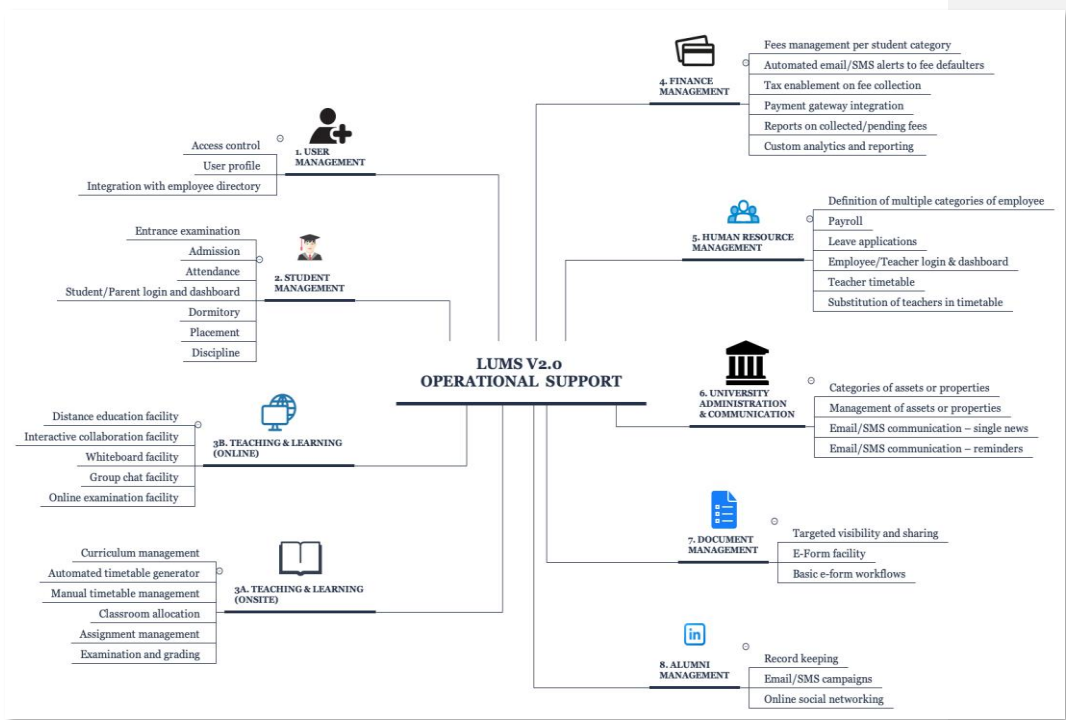 LUMS V2.0
OPERATIONAL SUPPORT
1. USER
MANAGEMENT
Access control
User profile
Integration with employee directory
2. STUDENT
MANAGEMENT
Entrance examination
Admission
Attendance
Student/Parent login and dashboard
Dormitory
Placement
Discipline
3B. TEACHING & LEARNING
(ONLINE)
Distance education facility
Interactive collaboration facility
Whiteboard facility
Group chat facility
Online examination facility
3A. TEACHING & LEARNING
(ONSITE)
Curriculum management
Automated timetable generator
Manual timetable management
Classroom allocation
Assignment management
Examination and grading
4. FINANCE
MANAGEMENT
Fees management per student category
Automated email/SMS alerts to fee defaulters
Tax enablement on fee collection
Payment gateway integration
Reports on collected/pending fees
Custom analytics and reporting
5. HUMAN RESOURCE
MANAGEMENT
Definition of multiple categories of employee
Payroll
Leave applications
Employee/Teacher login & dashboard
Teacher timetable
Substitution of teachers in timetable
6. UNIVERSITY
ADMINISTRATION
& COMMUNICATION
Categories of assets or properties
Management of assets or properties
Email/SMS communication – single news
Email/SMS communication – reminders
7. DOCUMENT
MANAGEMENT
Targeted visibility and sharing
E-Form facility
Basic e-form workflows
in
8. ALUMNI
MANAGEMENT
Record keeping
Email/SMS campaigns
Online social networking